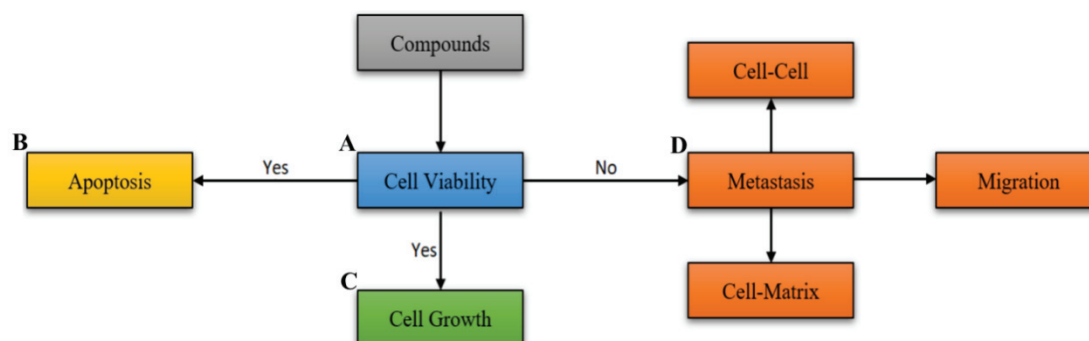 Compounds
Cell-Cell
B
A
D
Apoptosis
Yes
Cell Viability
No
Metastasis
Migration
Yes
C
Cell Growth
Cell-Matrix